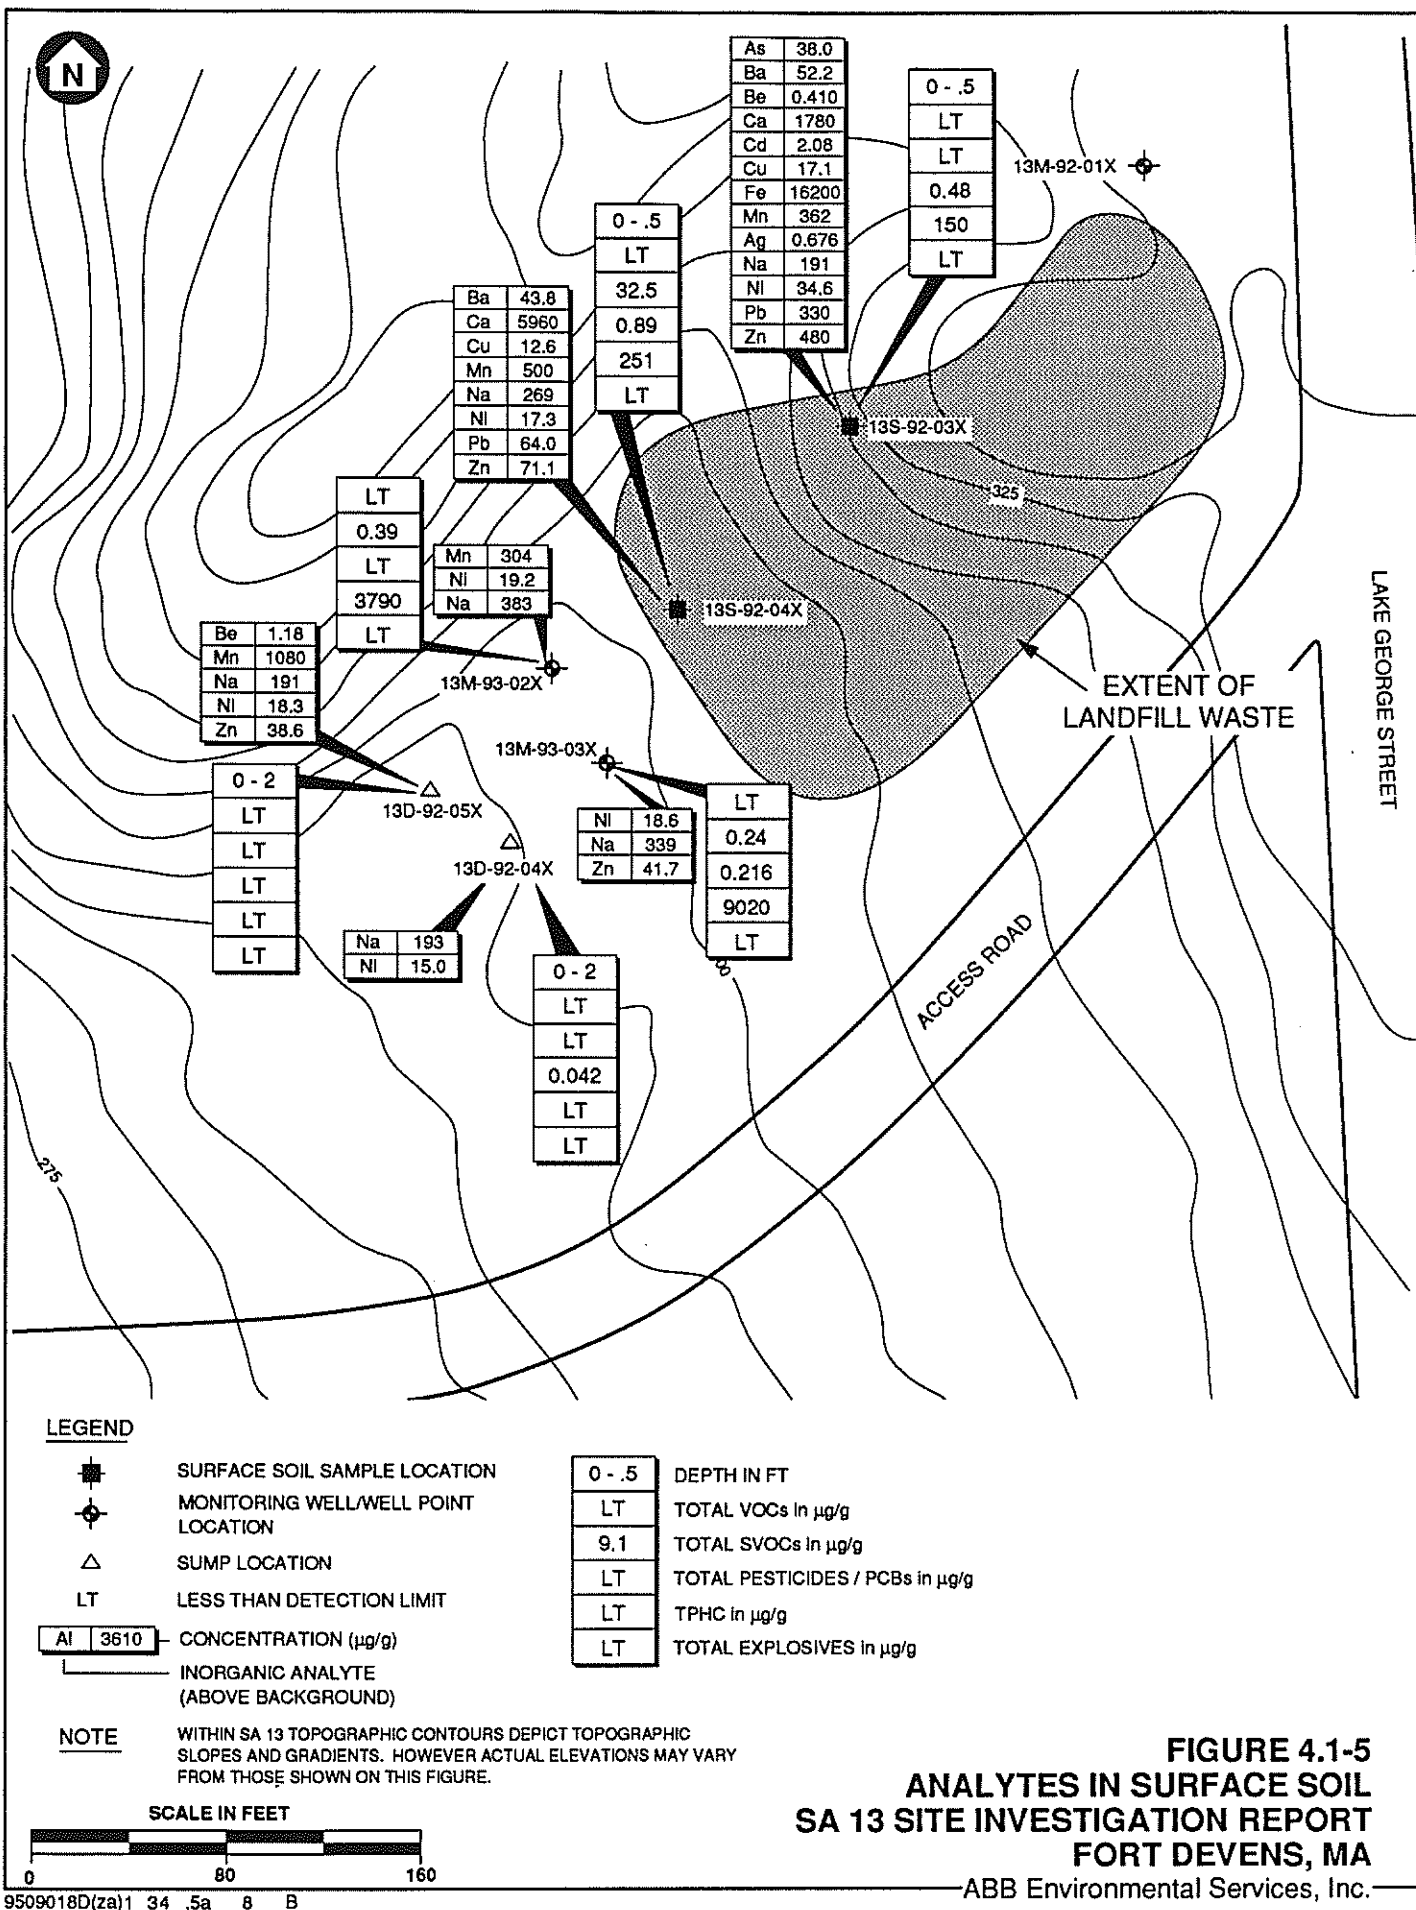 N
As 38.0
Ba 52.2
Be 0.410
Ca 1780
Cd 2.08
Cu 17.1
Fe 16200
Mn 362
Ag 0.676
Na 191
NI 34.6
Pb 330
Zn 480
0 - .5
LT
LT
0.48
150
LT
13M-92-01X
0 - .5
LT
32.5
0.89
251
LT
Ba 43.8
Ca 5960
Cu 12.6
Mn 500
Na 269
NI 17.3
Pb 64.0
Zn 71.1
13S-92-03X
325
LT
0.39
LT
3790
LT
Mn 304
NI 19.2
Na 383
13S-92-04X
Be 1.18
Mn 1080
Na 191
NI 18.3
Zn 38.6
13M-93-02X
EXTENT OF
LANDFILL WASTE
LAKE GEORGE STREET
13M-93-03X
0 - 2
LT
LT
LT
LT
LT
13D-92-05X
13D-92-04X
NI 18.6
Na 339
Zn 41.7
LT
0.24
0.216
9020
LT
Na 193
NI 15.0
0 - 2
LT
LT
0.042
LT
LT
ACCESS ROAD
275
LEGEND
SURFACE SOIL SAMPLE LOCATION
MONITORING WELL/WELL POINT
LOCATION
SUMP LOCATION
LT LESS THAN DETECTION LIMIT
Al 3610 CONCENTRATION (µg/g)
INORGANIC ANALYTE
(ABOVE BACKGROUND)
0 - .5 DEPTH IN FT
LT TOTAL VOCs in µg/g
9.1 TOTAL SVOCs in µg/g
LT TOTAL PESTICIDES / PCBs in µg/g
LT TPHC in µg/g
LT TOTAL EXPLOSIVES in µg/g
NOTE WITHIN SA 13 TOPOGRAPHIC CONTOURS DEPICT TOPOGRAPHIC
SLOPES AND GRADIENTS. HOWEVER ACTUAL ELEVATIONS MAY VARY
FROM THOSE SHOWN ON THIS FIGURE.
SCALE IN FEET
0 80 160
9509018D(za)1 34 .5a 8 B
FIGURE 4.1-5
ANALYTES IN SURFACE SOIL
SA 13 SITE INVESTIGATION REPORT
FORT DEVENS, MA
ABB Environmental Services, Inc.